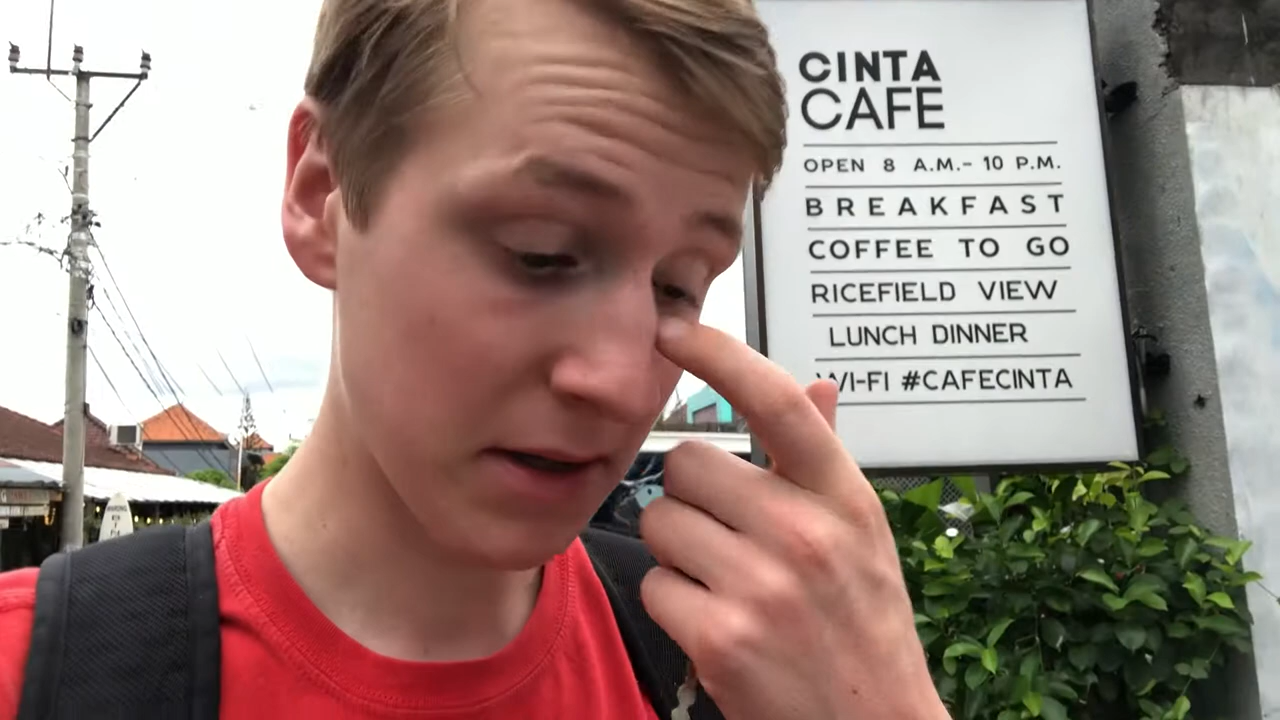 CINTA
CAFE
OPEN 8 A.M.- 10 P.M.
BREAKFAST
COFFEE TO GO
RICEFIELD VIEW
LUNCH DINNER
WI-FI #CAFECINTA